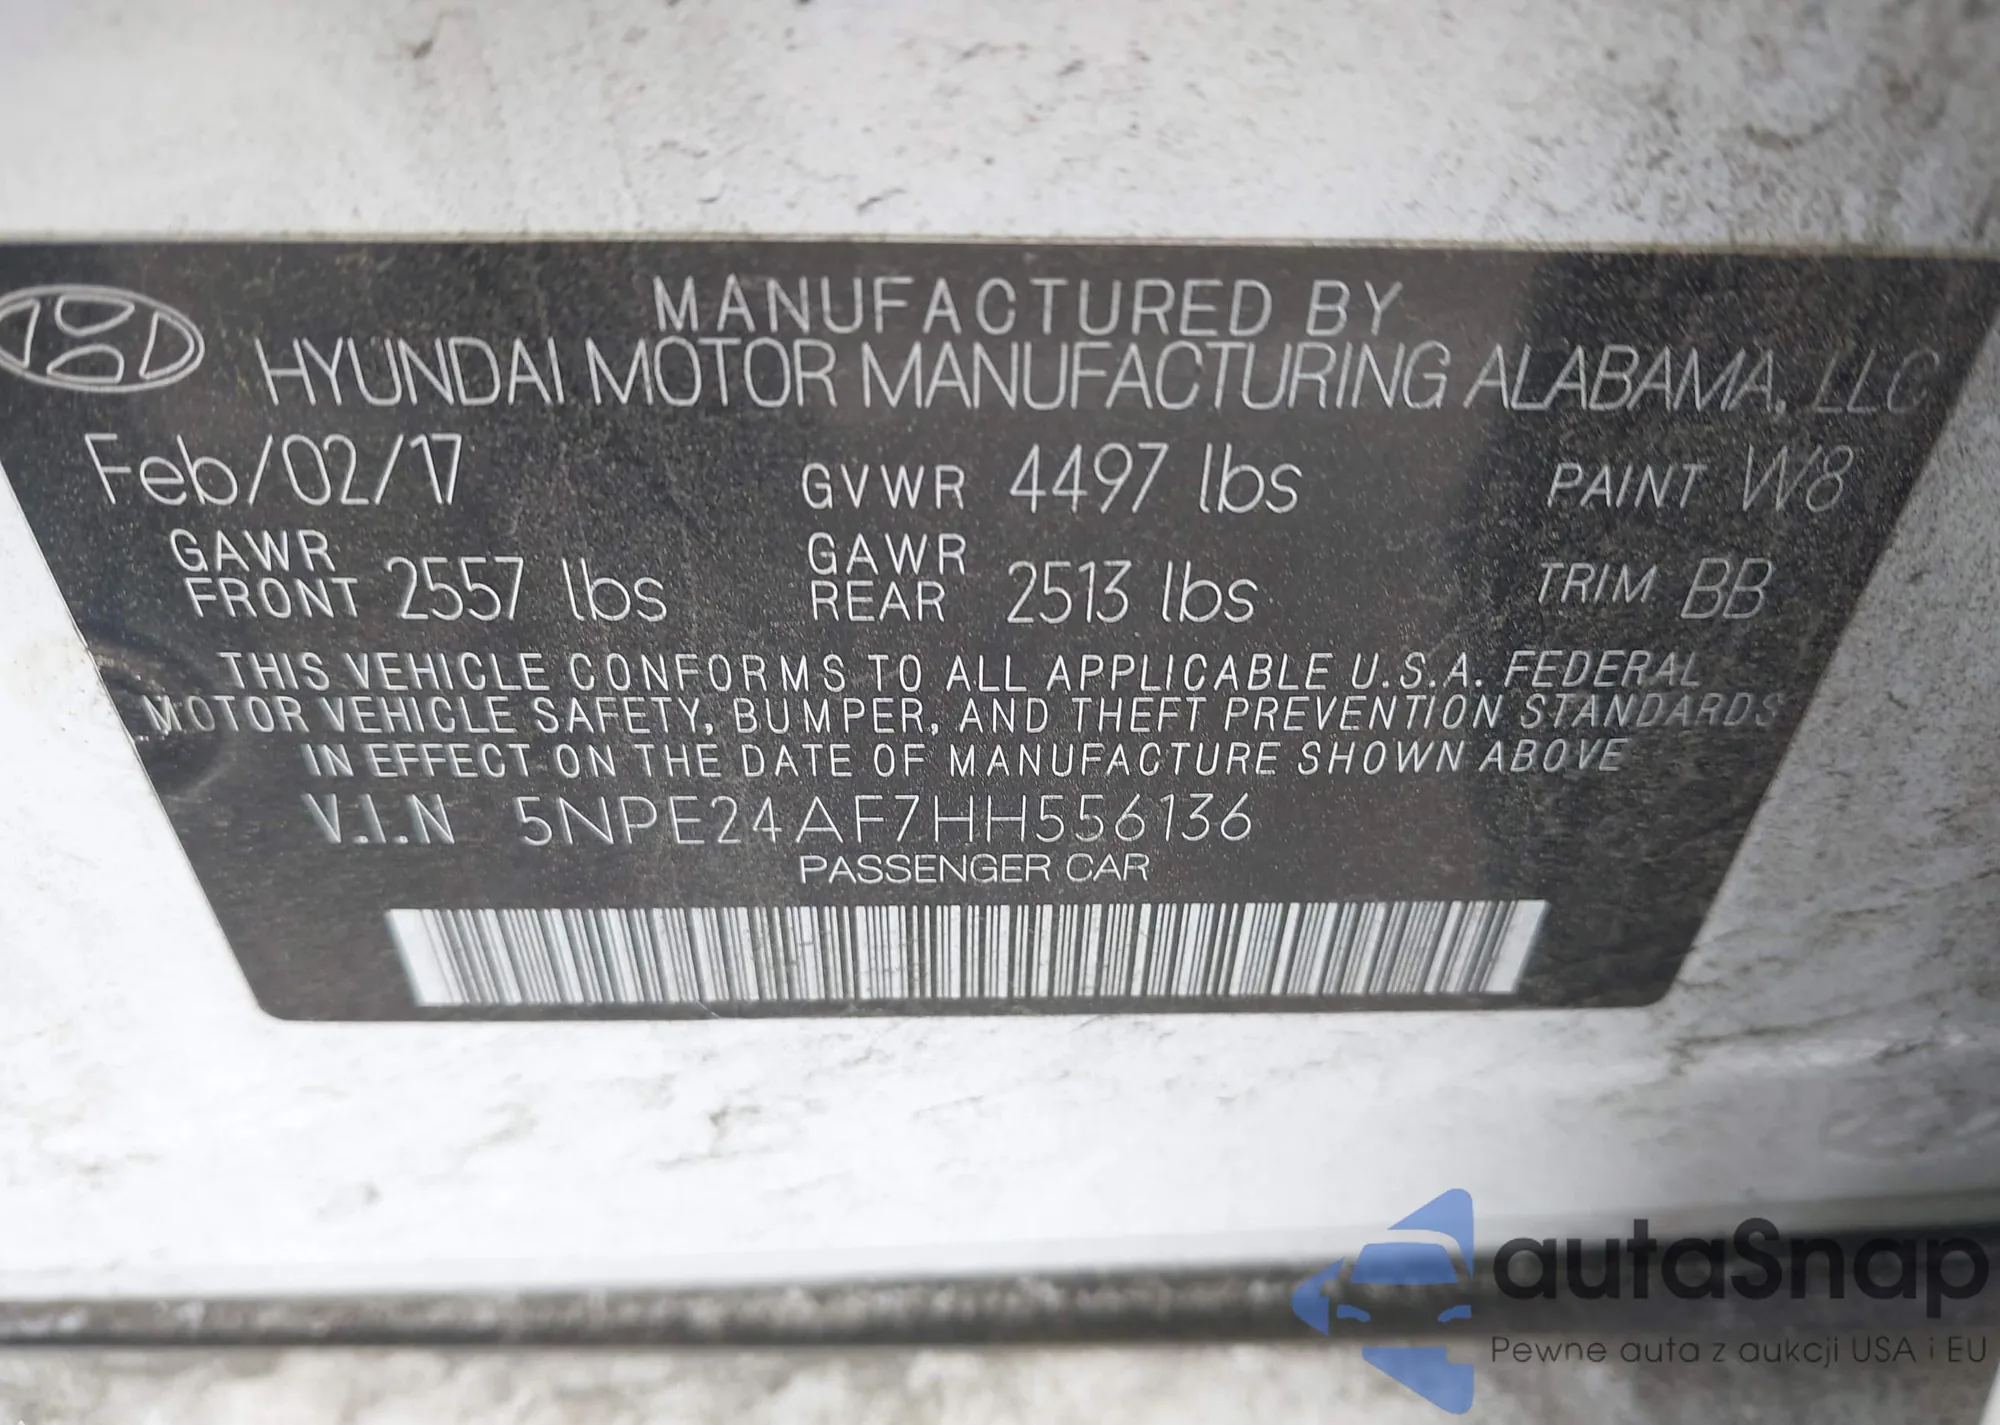 MANUFACTURED BY
HYUNDAI MOTOR MANUFACTURING ALABAMA, LLC
Feb/02/17 GVWR 4497 lbs PAINT W8
GAWR FRONT 2557 lbs GAWR REAR 2513 lbs TRIM BB
THIS VEHICLE CONFORMS TO ALL APPLICABLE U.S.A. FEDERAL
MOTOR VEHICLE SAFETY, BUMPER, AND THEFT PREVENTION STANDARDS
IN EFFECT ON THE DATE OF MANUFACTURE SHOWN ABOVE
V.I.N 5NPE24AF7HH556136
PASSENGER CAR
autaSnap
Pewne auta z aukcji USA i EU